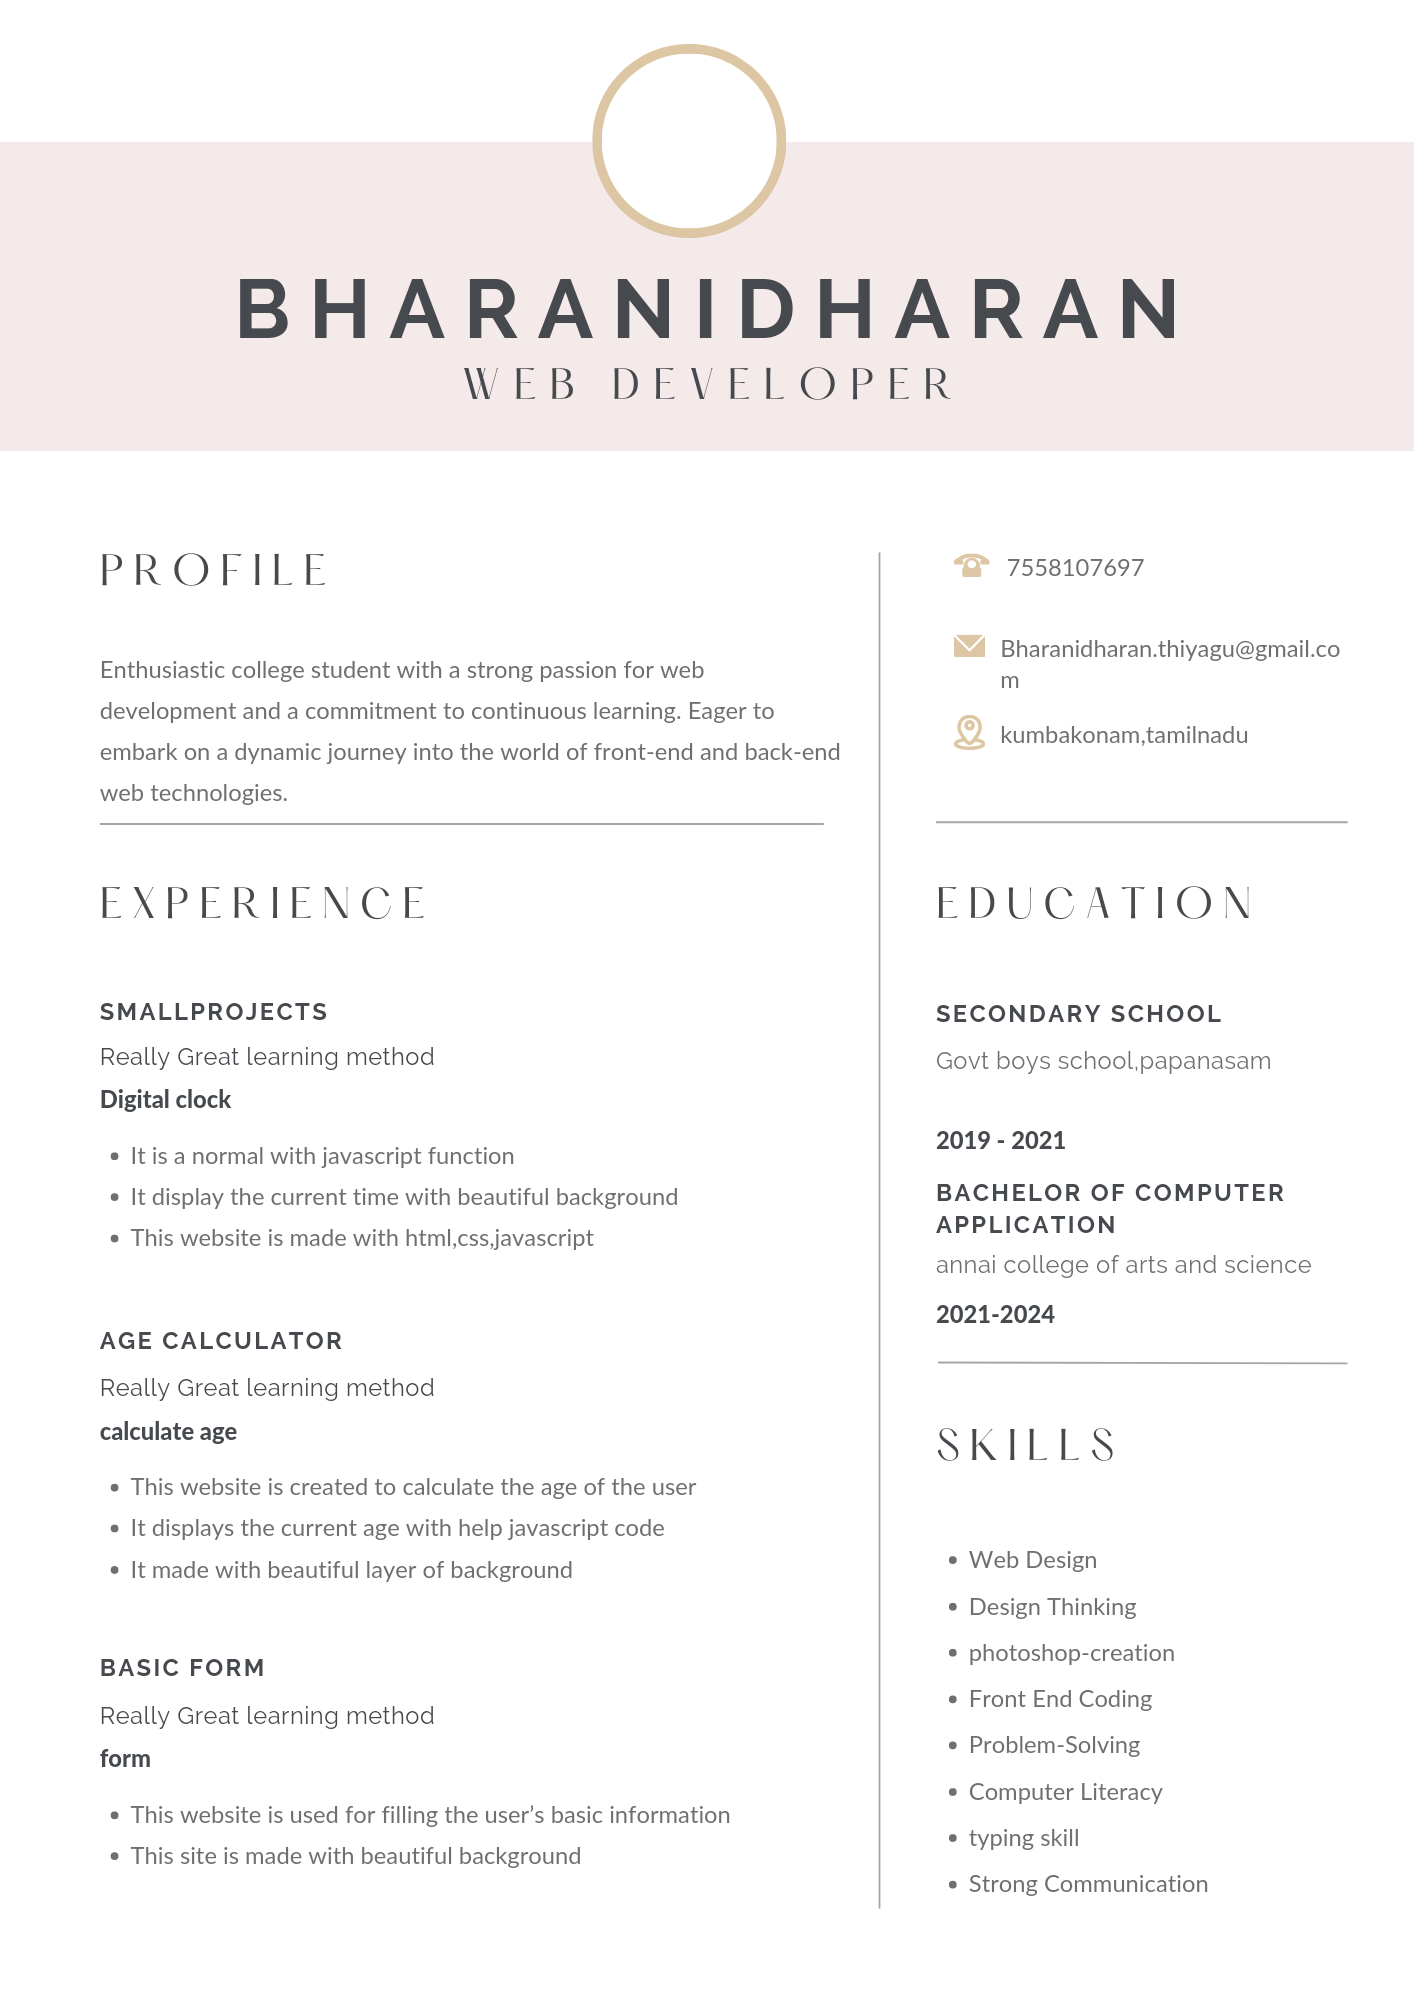 BHARANIDHARAN
WEB DEVELOPER
PROFILE
Enthusiastic college student with a strong passion for web
development and a commitment to continuous learning. Eager to
embark on a dynamic journey into the world of front-end and back-end
web technologies.
EXPERIENCE
SMALLPROJECTS
Really Great learning method
Digital clock
• It is a normal with javascript function
• It display the current time with beautiful background
• This website is made with html,css,javascript
AGE CALCULATOR
Really Great learning method
calculate age
• This website is created to calculate the age of the user
• It displays the current age with help javascript code
• It made with beautiful layer of background
BASIC FORM
Really Great learning method
form
• This website is used for filling the user’s basic information
• This site is made with beautiful background
7558107697
Bharanidharan.thiyagu@gmail.co
m
kumbakonam,tamilnadu
EDUCATION
SECONDARY SCHOOL
Govt boys school,papanasam
2019 - 2021
BACHELOR OF COMPUTER
APPLICATION
annai college of arts and science
2021-2024
SKILLS
• Web Design
• Design Thinking
• photoshop-creation
• Front End Coding
• Problem-Solving
• Computer Literacy
• typing skill
• Strong Communication